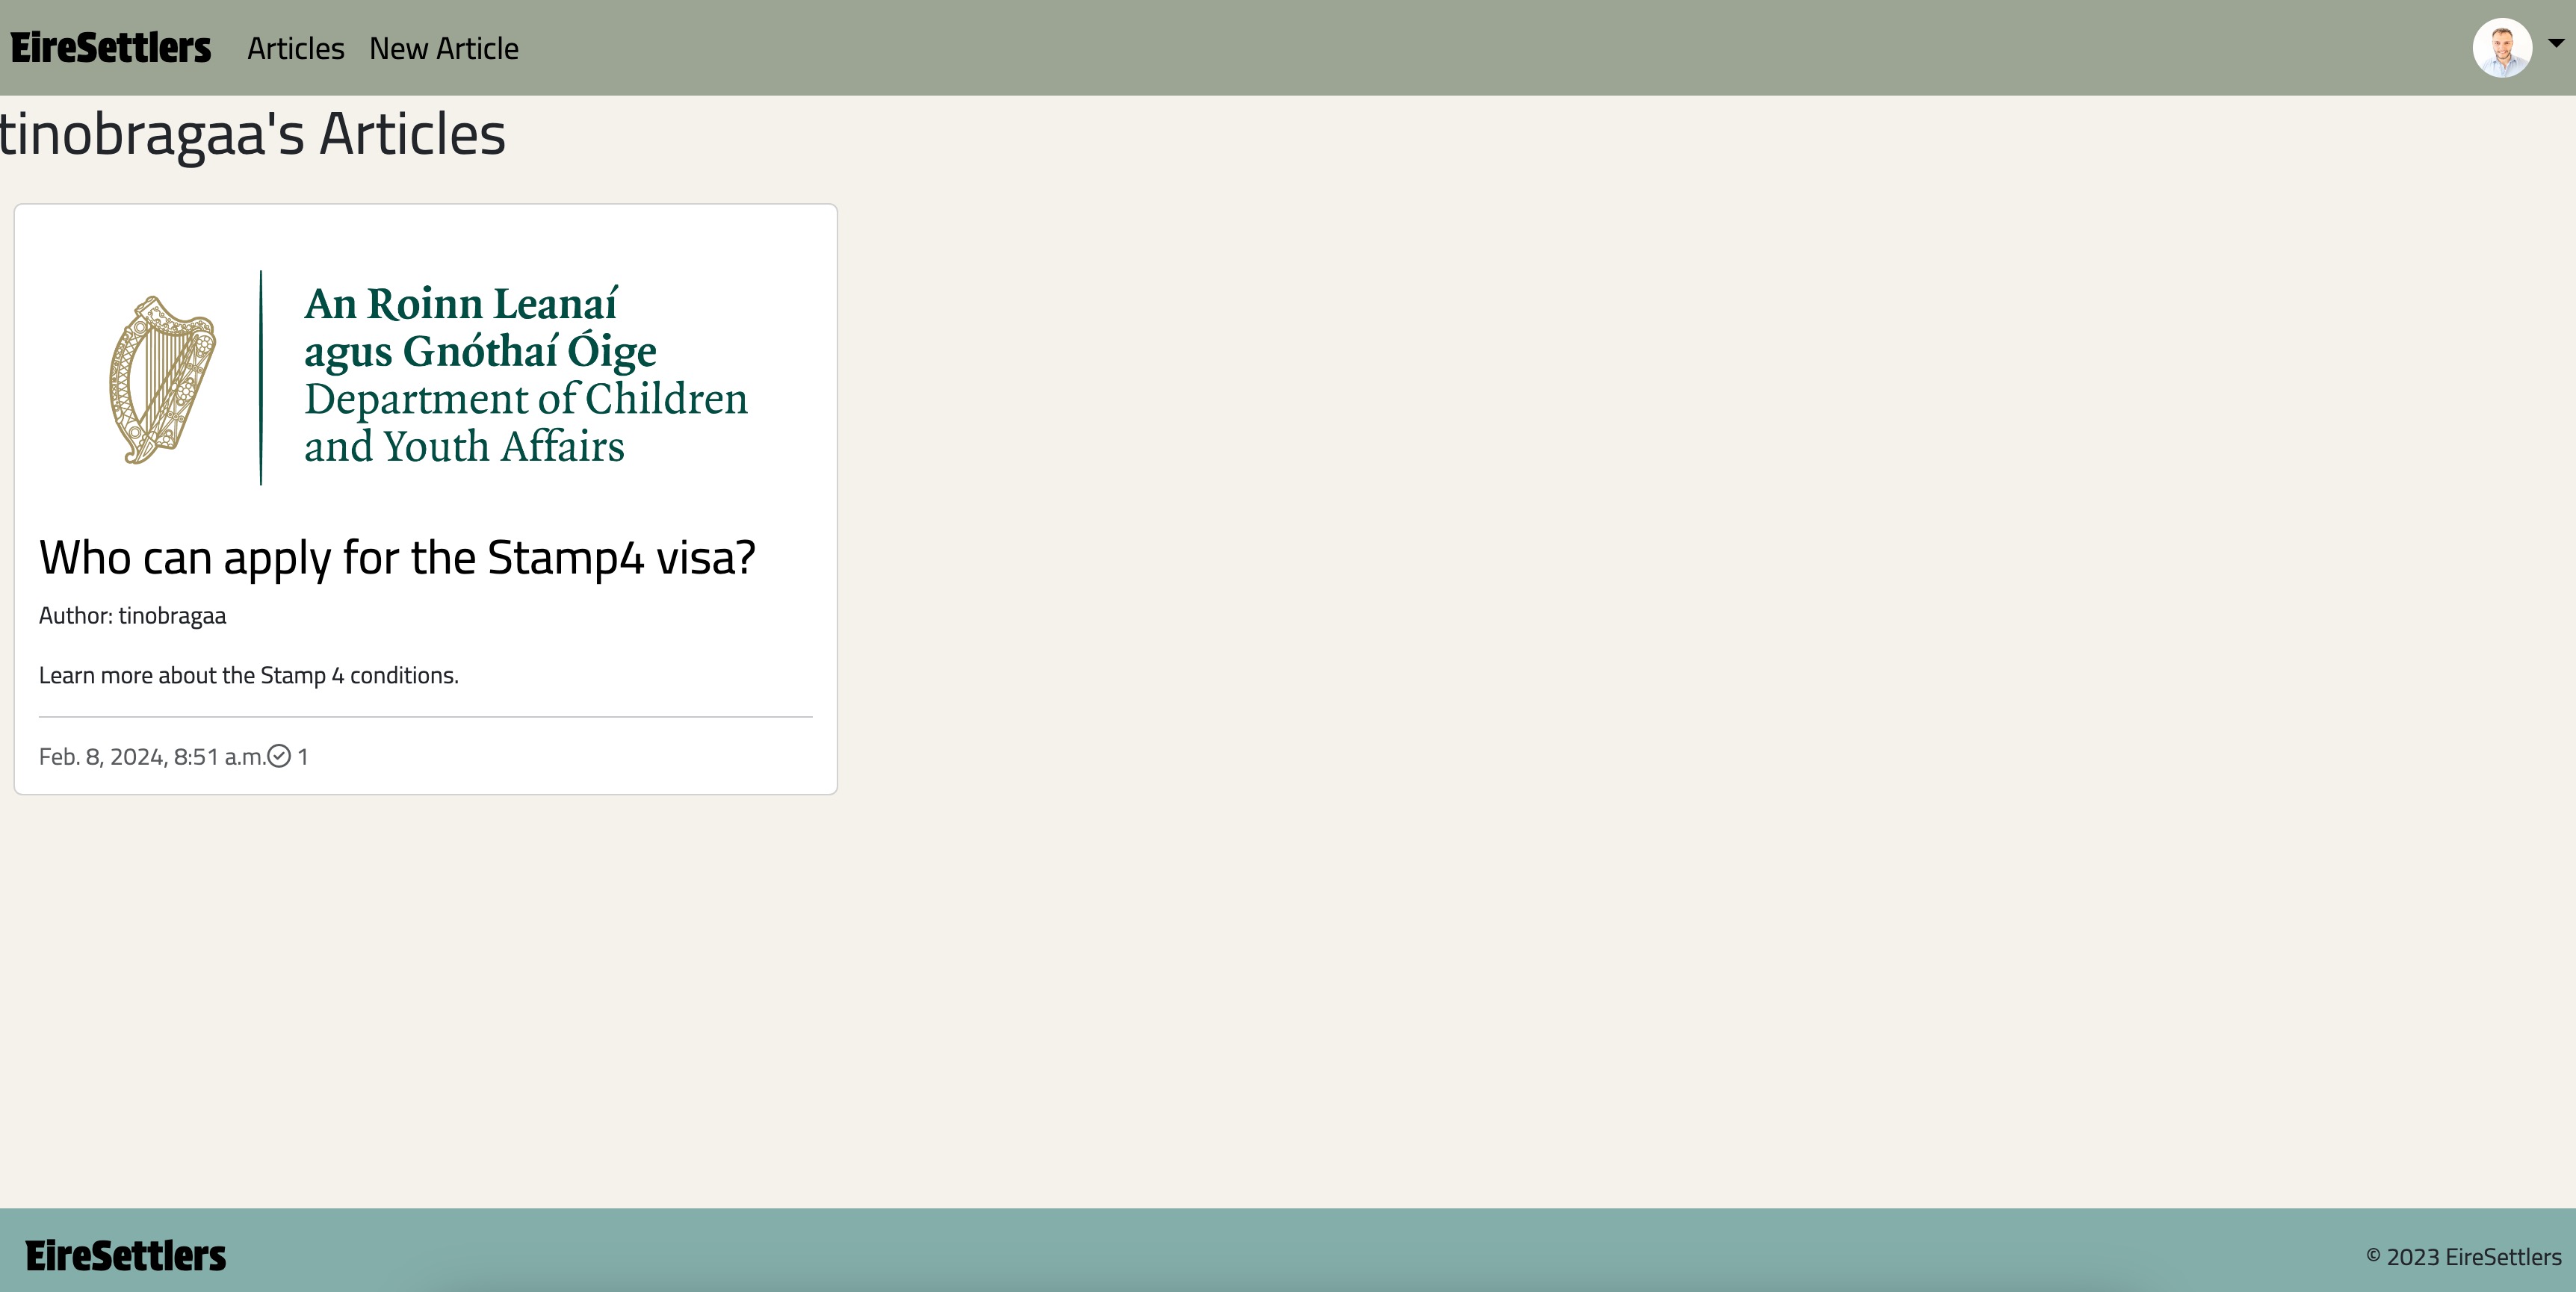 EireSettlers
Articles
New Article
tinobragaa's Articles
An Roinn Leanaí
agus Gnóthaí Óige
Department of Children
and Youth Affairs
Who can apply for the Stamp4 visa?
Author: tinobragaa
Learn more about the Stamp 4 conditions.
Feb. 8, 2024, 8:51 a.m. 1
EireSettlers
© 2023 EireSettlers